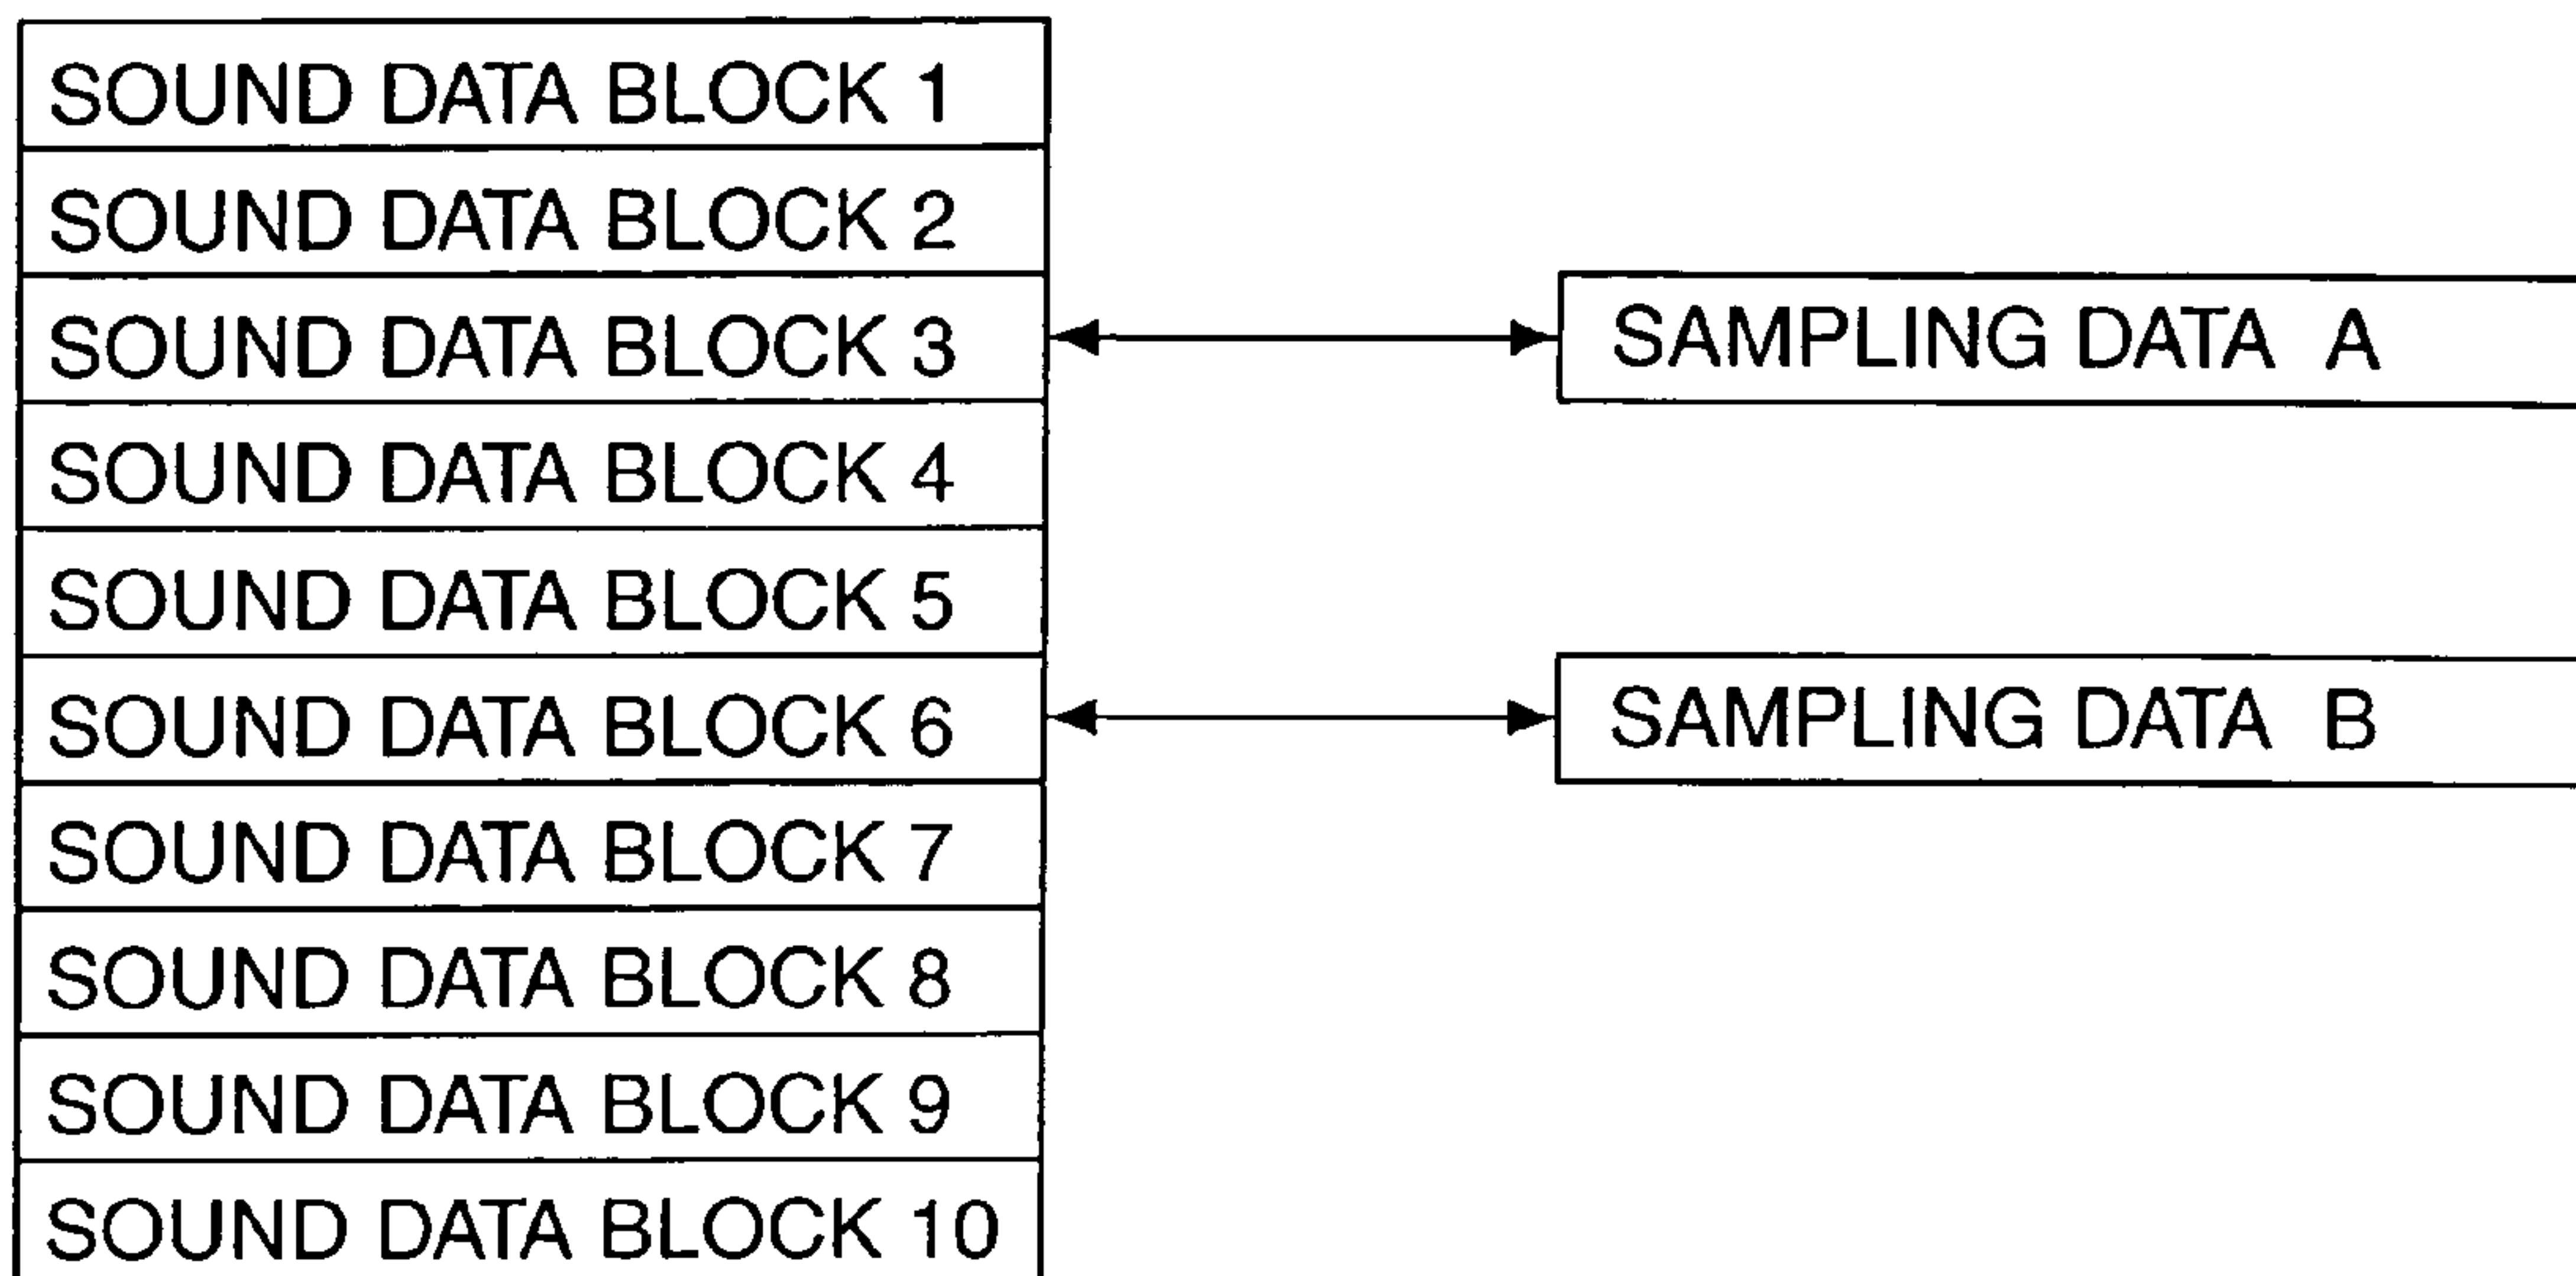 SOUND DATA BLOCK 1
SOUND DATA BLOCK 2
SOUND DATA BLOCK 3
SAMPLING DATA A
SOUND DATA BLOCK 4
SOUND DATA BLOCK 5
SOUND DATA BLOCK 6
SAMPLING DATA B
SOUND DATA BLOCK 7
SOUND DATA BLOCK 8
SOUND DATA BLOCK 9
SOUND DATA BLOCK 10